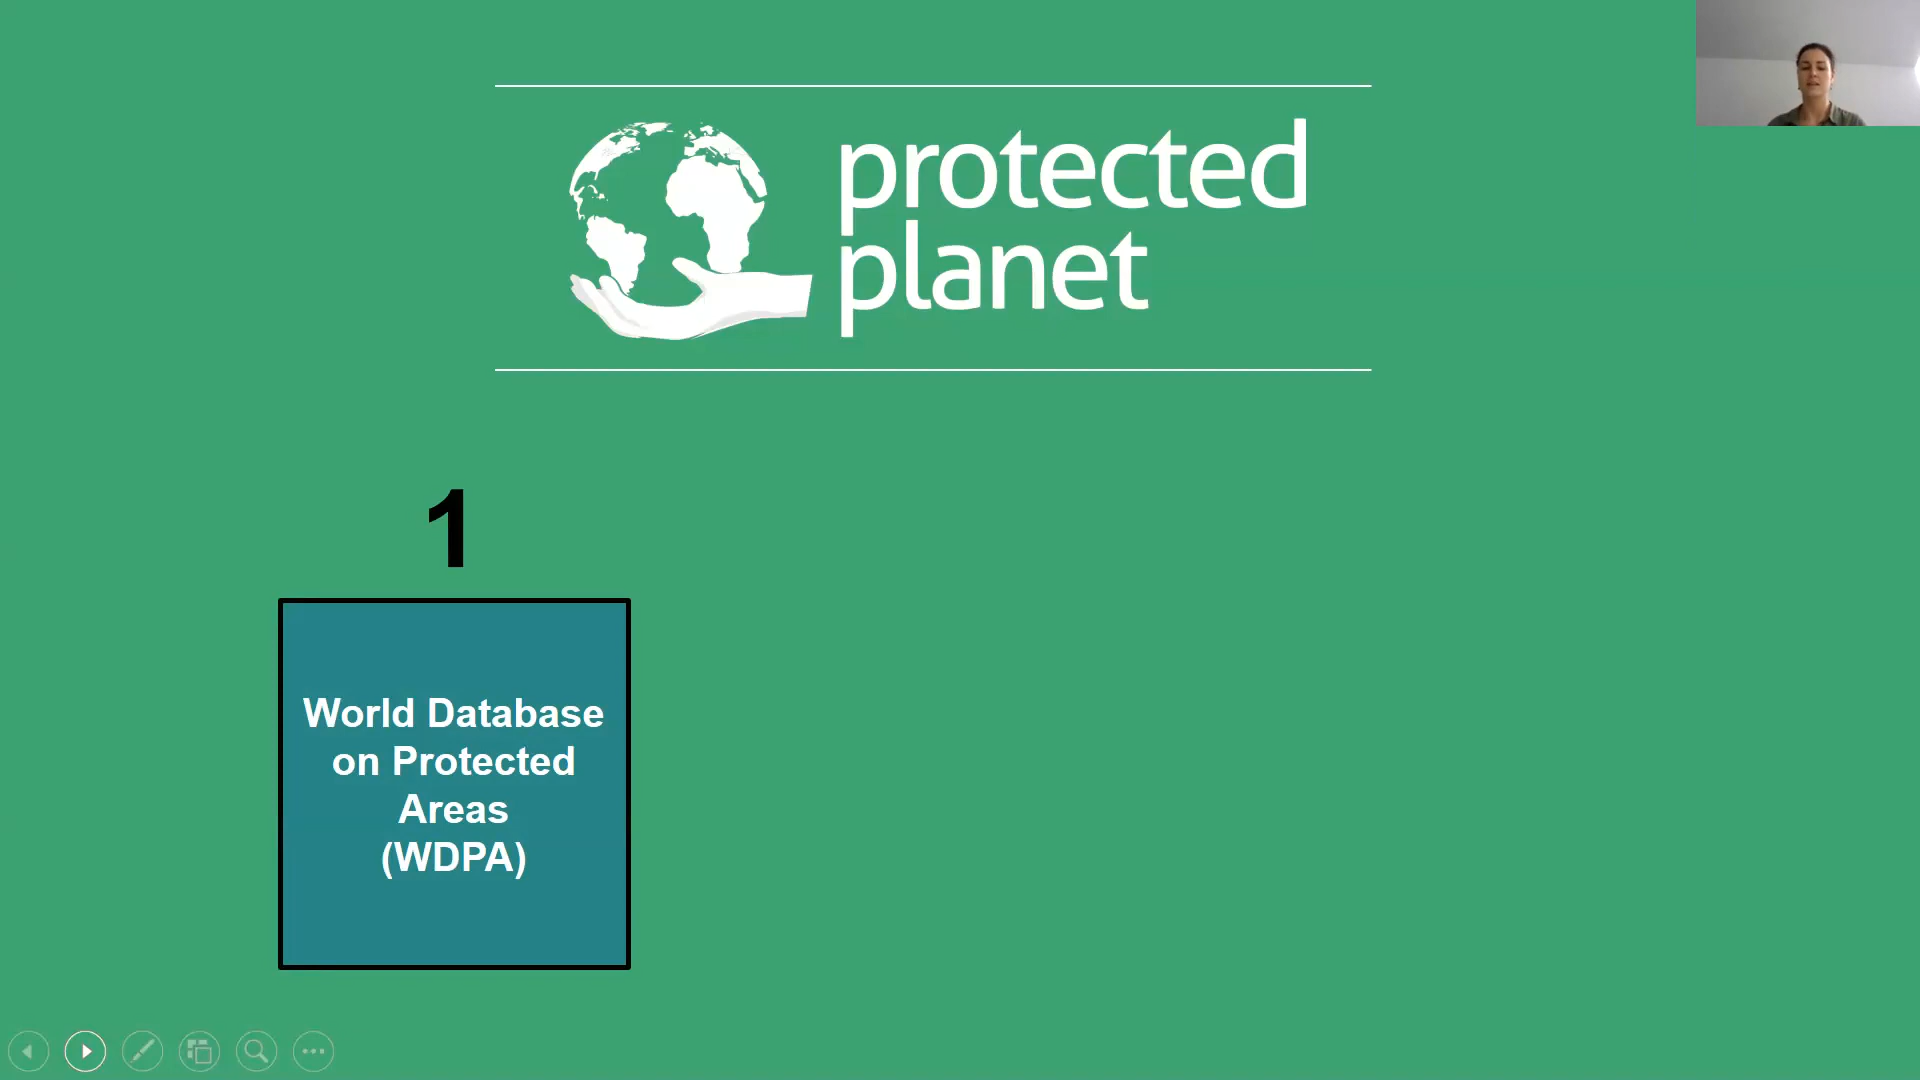 protected
planet
1
World Database
on Protected
Areas
(WDPA)